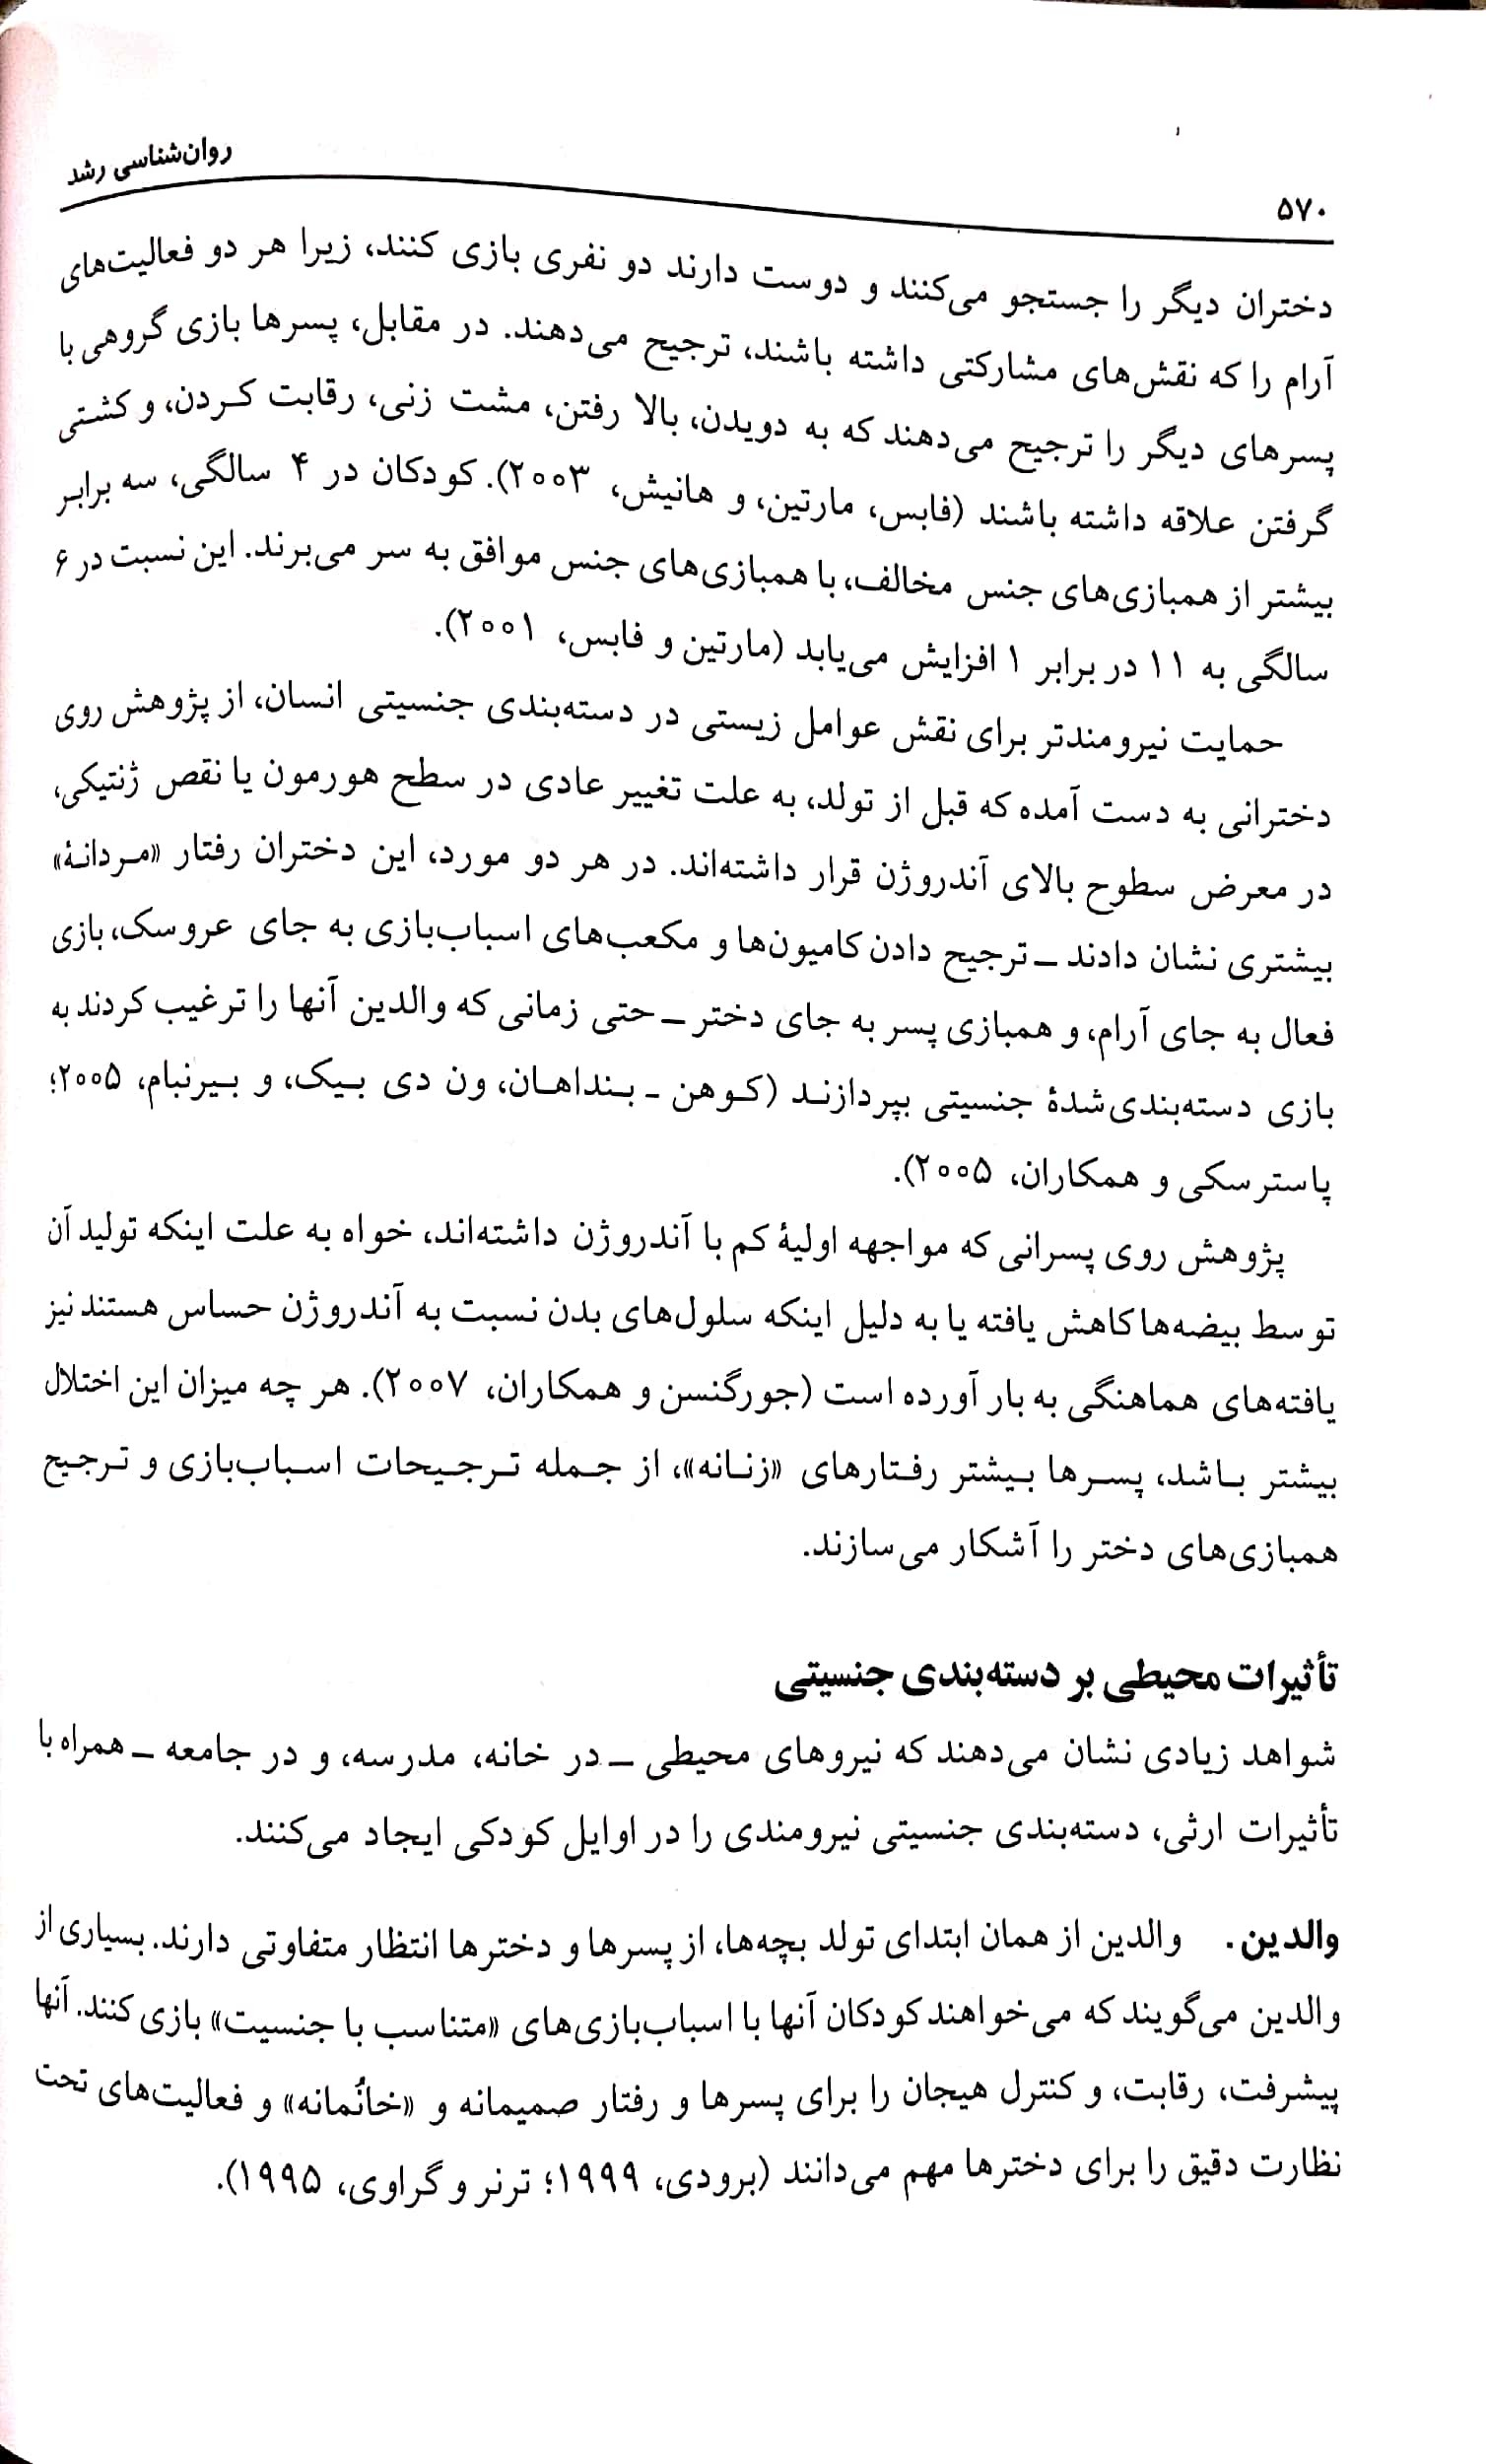 روان‌شناسی رشد
۵۷۰
دختران دیگر را جستجو می‌کنند و دوست دارند دو نفری بازی کنند، زیرا هر دو فعالیت‌های
آرام را که نقش‌های مشارکتی داشته باشند، ترجیح می‌دهند. در مقابل، پسرها بازی گروهی با
پسرهای دیگر را ترجیح می‌دهند که به دویدن، بالا رفتن، مشت زنی، رقابت کردن، و کشتی
گرفتن علاقه داشته باشند (فابس، مارتین، و هانیش، ۲۰۰۳). کودکان در ۴ سالگی، سه برابر
بیشتر از همبازی‌های جنس مخالف، با همبازی‌های جنس موافق به سر می‌برند. این نسبت در ۶
سالگی به ۱۱ در برابر ۱ افزایش می‌یابد (مارتین و فابس، ۲۰۰۱).
حمایت نیرومندتر برای نقش عوامل زیستی در دسته‌بندی جنسیتی انسان، از پژوهش روی
دخترانی به دست آمده که قبل از تولد، به علت تغییر عادی در سطح هورمون یا نقص ژنتیکی،
در معرض سطوح بالای آندروژن قرار داشته‌اند. در هر دو مورد، این دختران رفتار «مردانهٔ»
بیشتری نشان دادند ـ ترجیح دادن کامیون‌ها و مکعب‌های اسباب‌بازی به جای عروسک، بازی
فعال به جای آرام، و همبازی پسر به جای دختر ـ حتی زمانی که والدین آنها را ترغیب کردند به
بازی دسته‌بندی‌شدهٔ جنسیتی بپردازند (کوهن ـ بنداهان، ون دی بیک، و بیرنبام، ۲۰۰۵؛
پاسترسکی و همکاران، ۲۰۰۵).
پژوهش روی پسرانی که مواجهه اولیهٔ کم با آندروژن داشته‌اند، خواه به علت اینکه تولید آن
توسط بیضه‌ها کاهش یافته یا به دلیل اینکه سلول‌های بدن نسبت به آندروژن حساس هستند نیز
یافته‌های هماهنگی به بار آورده است (جورگنسن و همکاران، ۲۰۰۷). هر چه میزان این اختلال
بیشتر باشد، پسرها بیشتر رفتارهای «زنانه»، از جمله ترجیحات اسباب‌بازی و ترجیح
همبازی‌های دختر را آشکار می‌سازند.
تأثیرات محیطی بر دسته‌بندی جنسیتی
شواهد زیادی نشان می‌دهند که نیروهای محیطی ـ در خانه، مدرسه، و در جامعه ـ همراه با
تأثیرات ارثی، دسته‌بندی جنسیتی نیرومندی را در اوایل کودکی ایجاد می‌کنند.
والدین. والدین از همان ابتدای تولد بچه‌ها، از پسرها و دخترها انتظار متفاوتی دارند. بسیاری از
والدین می‌گویند که می‌خواهند کودکان آنها با اسباب‌بازی‌های «متناسب با جنسیت» بازی کنند. آنها
پیشرفت، رقابت، و کنترل هیجان را برای پسرها و رفتار صمیمانه و «خانُمانه» و فعالیت‌های تحت
نظارت دقیق را برای دخترها مهم می‌دانند (برودی، ۱۹۹۹؛ ترنر و گراوی، ۱۹۹۵).